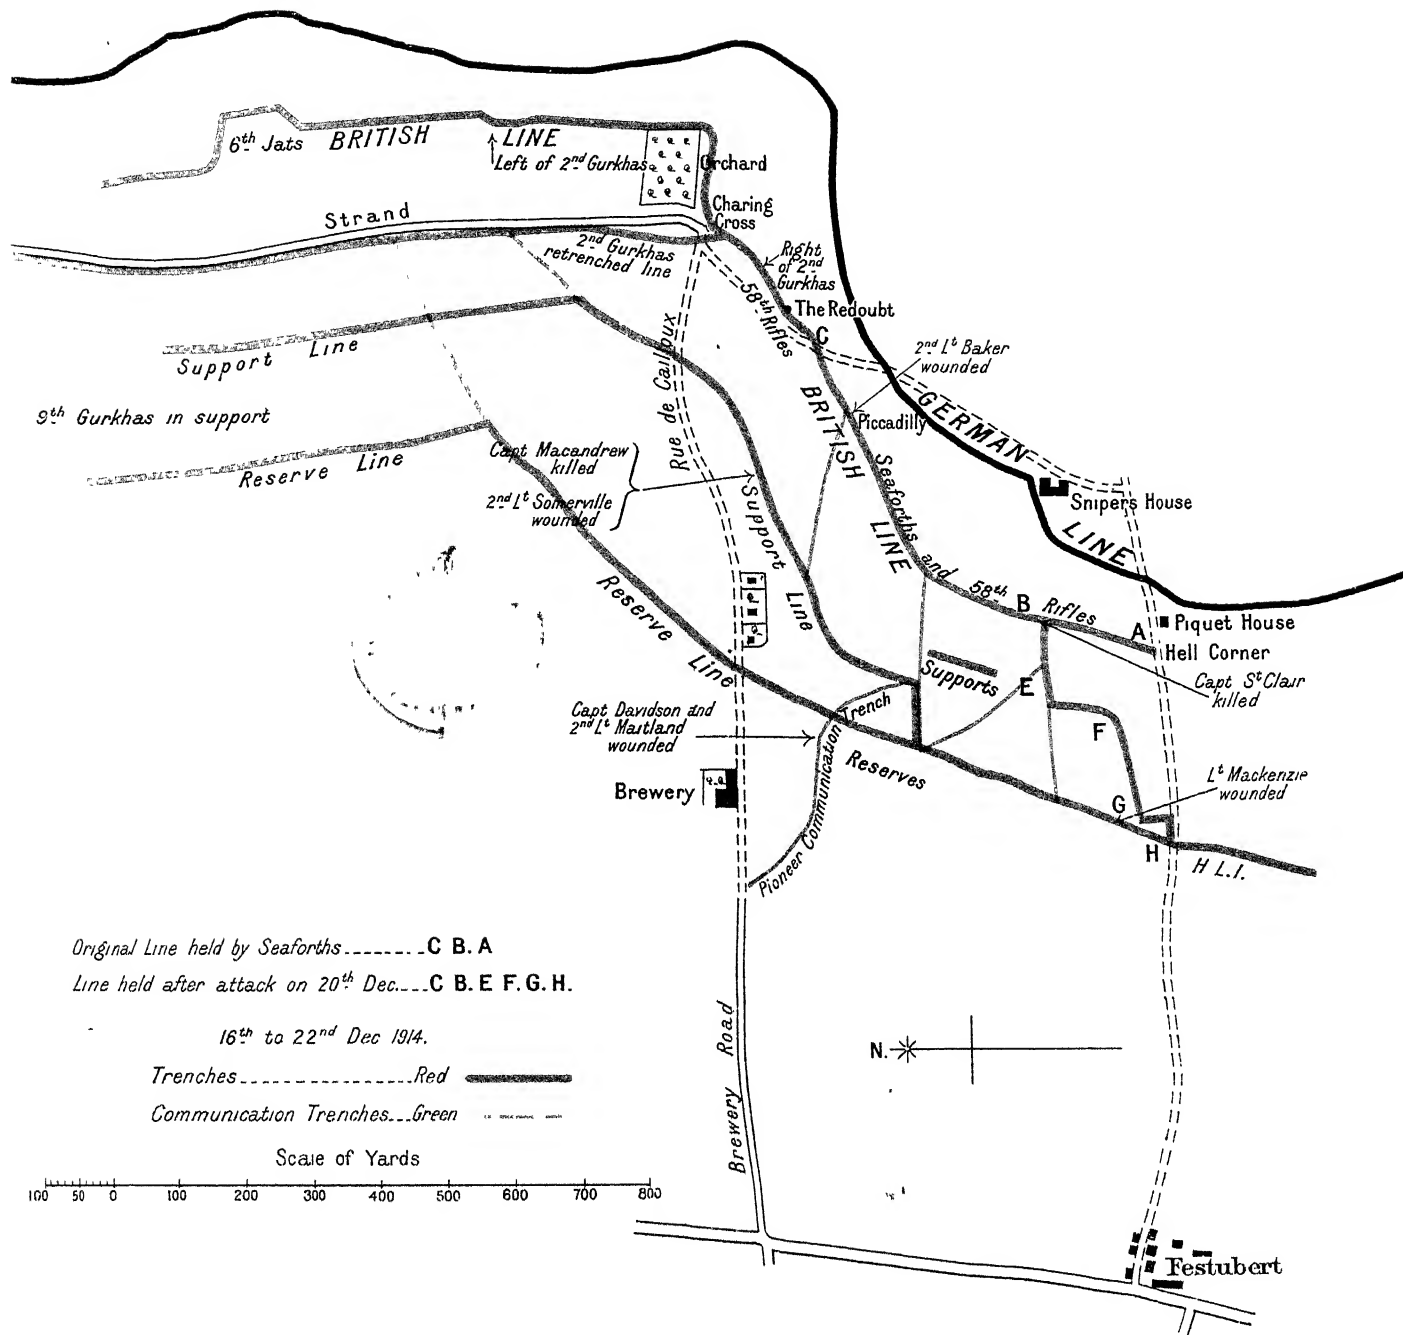 6th Jats
BRITISH LINE
Left of 2nd Gurkhas
Orchard
Charing
Cross
Strand
2nd Gurkhas
retrenched line
Right
of 2nd
Gurkhas
58th Rifles
The Redoubt
C
2nd Lt Baker
wounded
Support Line
Rue de Cailloux
BRITISH LINE
Piccadilly
GERMAN LINE
9th Gurkhas in support
Reserve Line
Capt Macandrew
killed
2nd Lt Somerville
wounded
Support Line
Seaforths and 58th Rifles
Snipers House
B
A
Piquet House
Hell Corner
Reserve Line
Supports
E
Capt St Clair
killed
Capt Davidson and
2nd Lt Maitland
wounded
Pioneer Communication Trench
F
Reserves
Brewery
Lt Mackenzie
wounded
G
H
H L.I.
Original Line held by Seaforths........C B. A
Line held after attack on 20th Dec....C B. E F. G. H.
16th to 22nd Dec 1914.
Trenches................Red
Communication Trenches...Green
Scale of Yards
100 50 0 100 200 300 400 500 600 700 800
N.
Brewery Road
Festubert